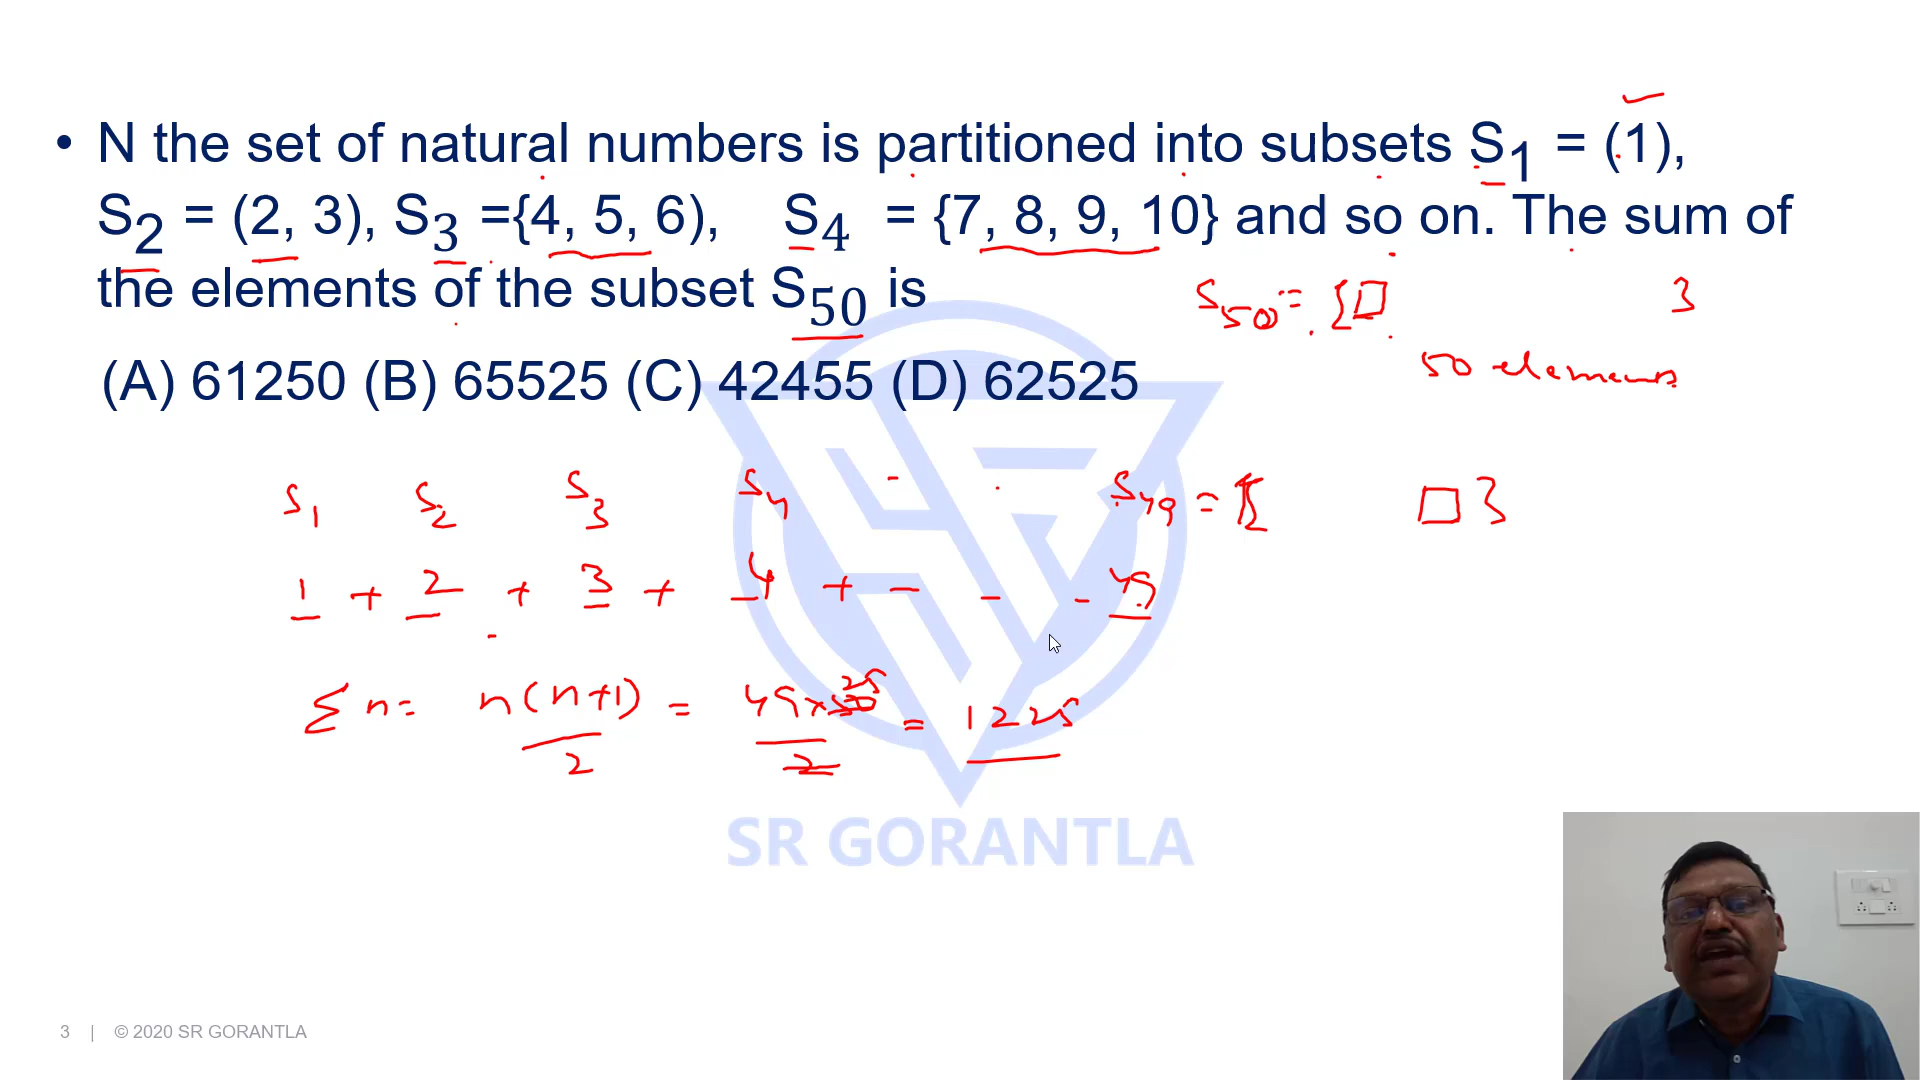 • N the set of natural numbers is partitioned into subsets S1 = (1),
S2 = (2, 3), S3 ={4, 5, 6), S4 = {7, 8, 9, 10} and so on. The sum of
the elements of the subset S50 is
S50 = {□ }
50 elements
(A) 61250 (B) 65525 (C) 42455 (D) 62525
S1 S2 S3 S4 - . S49 = { □ }
1 + 2 + 3 + 4 + - - - 49
Σ n = n(n+1)/2 = 49×50/2 25 = 1225
SR GORANTLA
3 | © 2020 SR GORANTLA